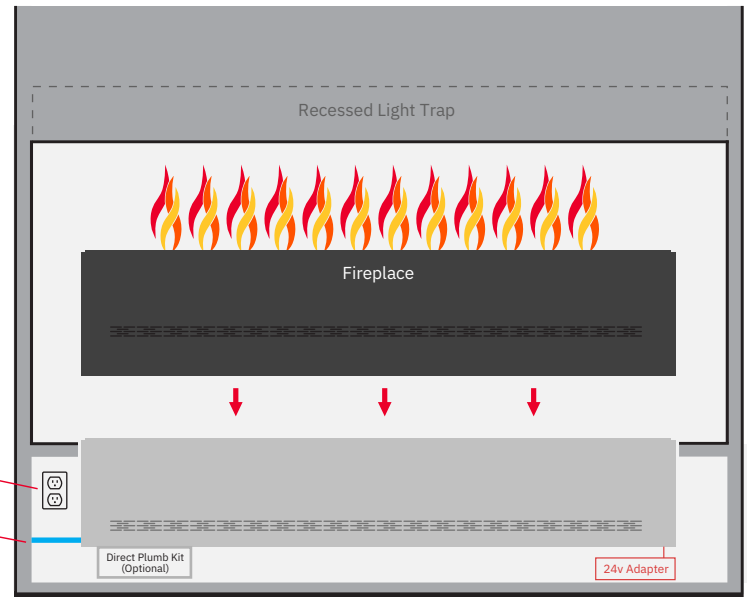 Recessed Light Trap
Fireplace
Direct Plumb Kit
(Optional)
24v Adapter